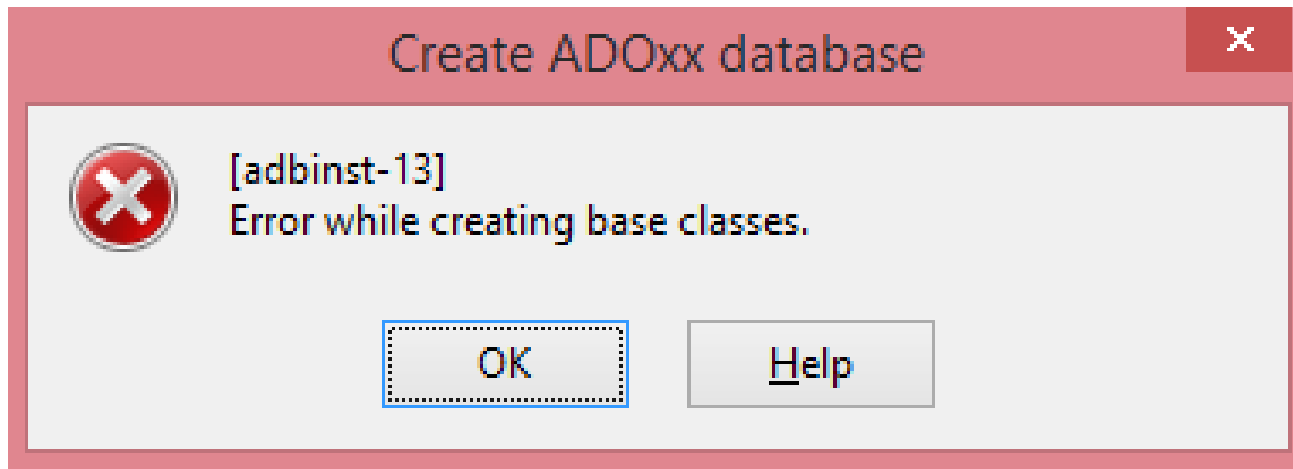 Create ADOxx database
[adbinst-13]
Error while creating base classes.
OK
Help